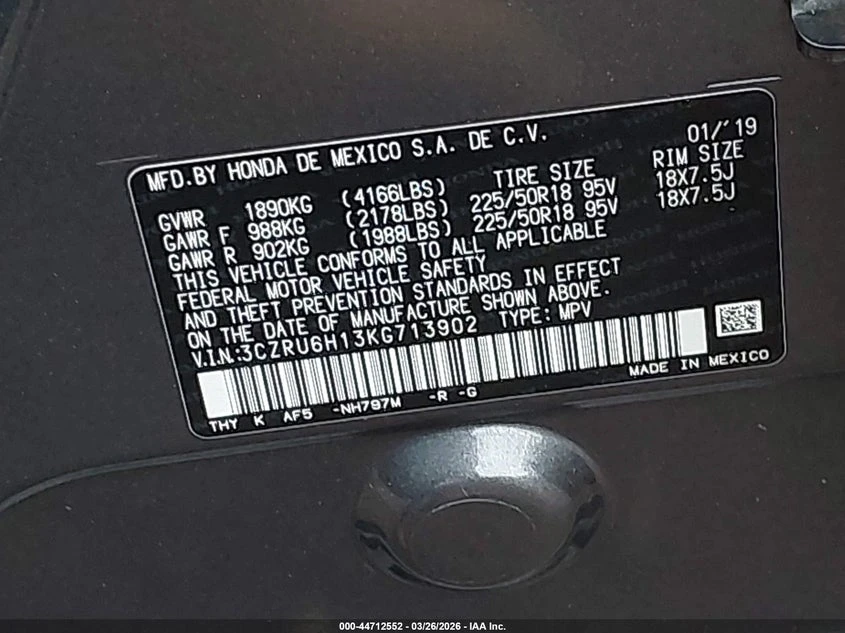 MFD.BY HONDA DE MEXICO S.A. DE C.V. 01/'19
TIRE SIZE RIM SIZE
GVWR 1890KG (4166LBS)
GAWR F 988KG (2178LBS) 225/50R18 95V 18X7.5J
GAWR R 902KG (1988LBS) 225/50R18 95V 18X7.5J
THIS VEHICLE CONFORMS TO ALL APPLICABLE
FEDERAL MOTOR VEHICLE SAFETY
AND THEFT PREVENTION STANDARDS IN EFFECT
ON THE DATE OF MANUFACTURE SHOWN ABOVE.
V.I.N.:3CZRU6H13KG713902 TYPE: MPV
THY K AF5 -NH797M -R -G MADE IN MEXICO
000-44712552 - 03/26/2026 - IAA Inc.